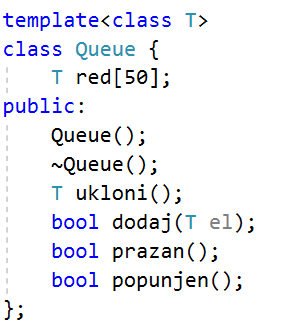 template<class T>
class Queue {
    T red[50];
public:
    Queue();
    ~Queue();
    T ukloni();
    bool dodaj(T el);
    bool prazan();
    bool popunjen();
};